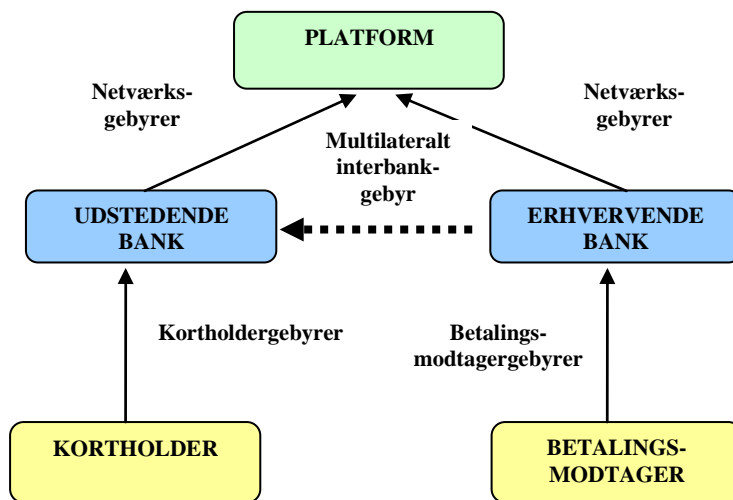 PLATFORM
Netværks-
gebyrer
Netværks-
gebyrer
Multilateralt
interbank-
gebyr
UDSTEDENDE
BANK
ERHVERVENDE
BANK
Kortholdergebyrer
Betalings-
modtagergebyrer
KORTHOLDER
BETALINGS-
MODTAGER